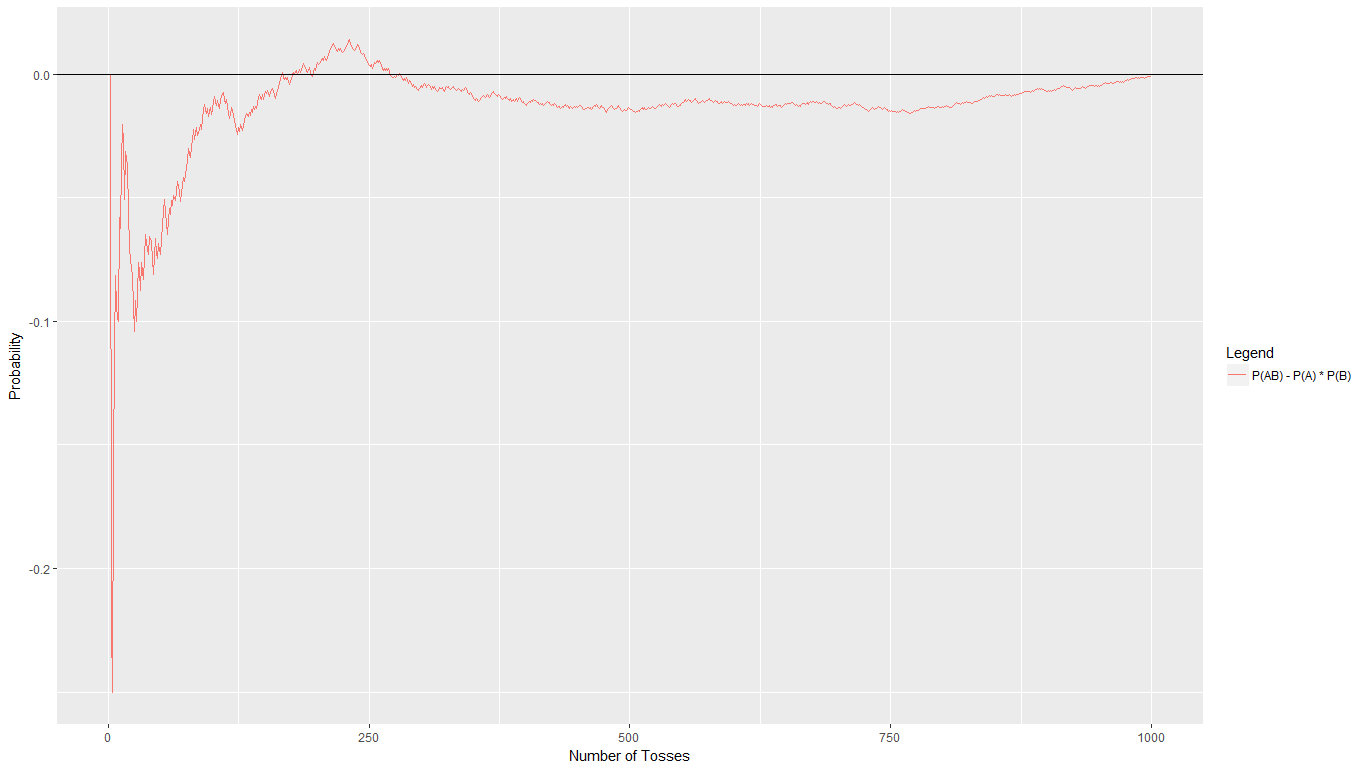 0.0
-0.1
-0.2
Probability
0
250
500
750
1000
Number of Tosses
Legend
P(AB) - P(A) * P(B)